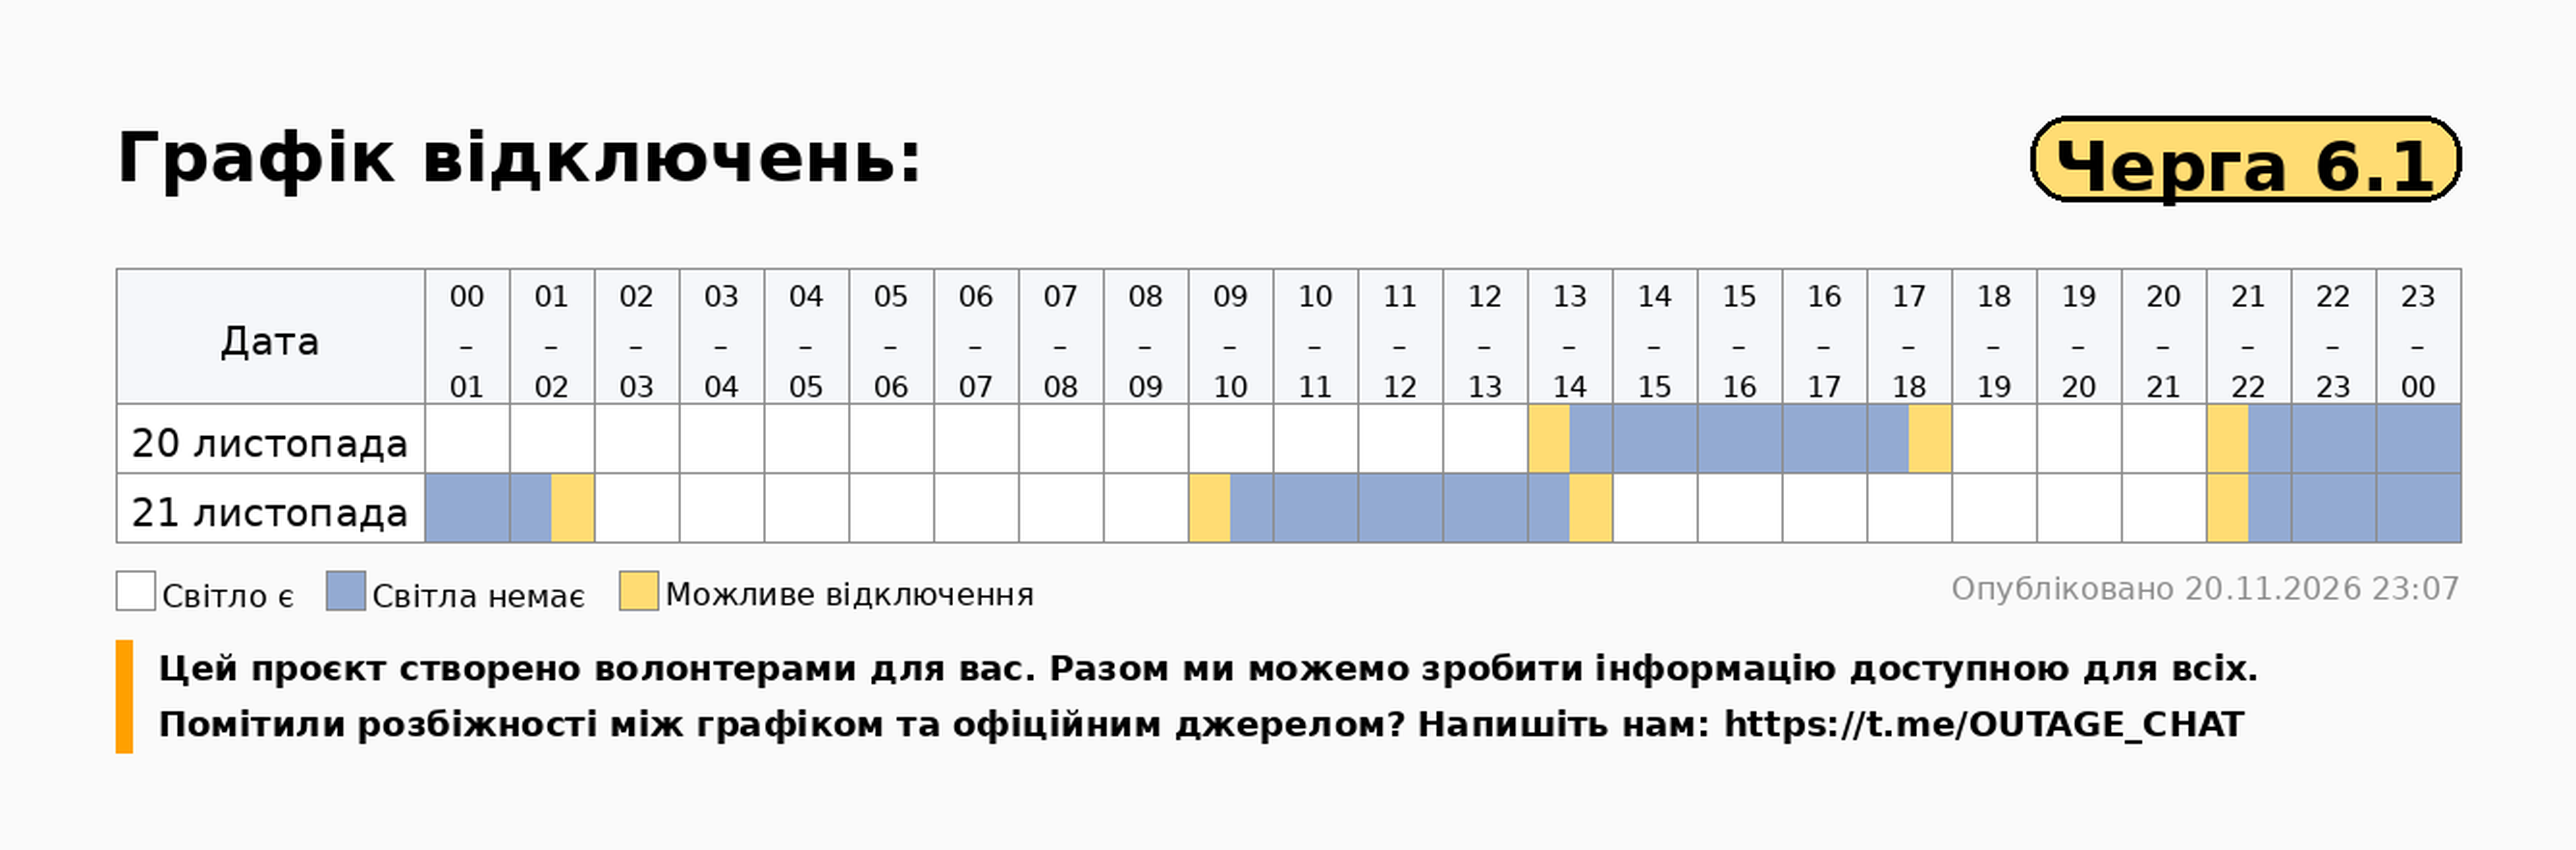 Графік відключень:
Черга 6.1
Дата
00 – 01
01 – 02
02 – 03
03 – 04
04 – 05
05 – 06
06 – 07
07 – 08
08 – 09
09 – 10
10 – 11
11 – 12
12 – 13
13 – 14
14 – 15
15 – 16
16 – 17
17 – 18
18 – 19
19 – 20
20 – 21
21 – 22
22 – 23
23 – 00
20 листопада
21 листопада
Світло є
Світла немає
Можливе відключення
Опубліковано 20.11.2026 23:07
Цей проєкт створено волонтерами для вас. Разом ми можемо зробити інформацію доступною для всіх.
Помітили розбіжності між графіком та офіційним джерелом? Напишіть нам: https://t.me/OUTAGE_CHAT